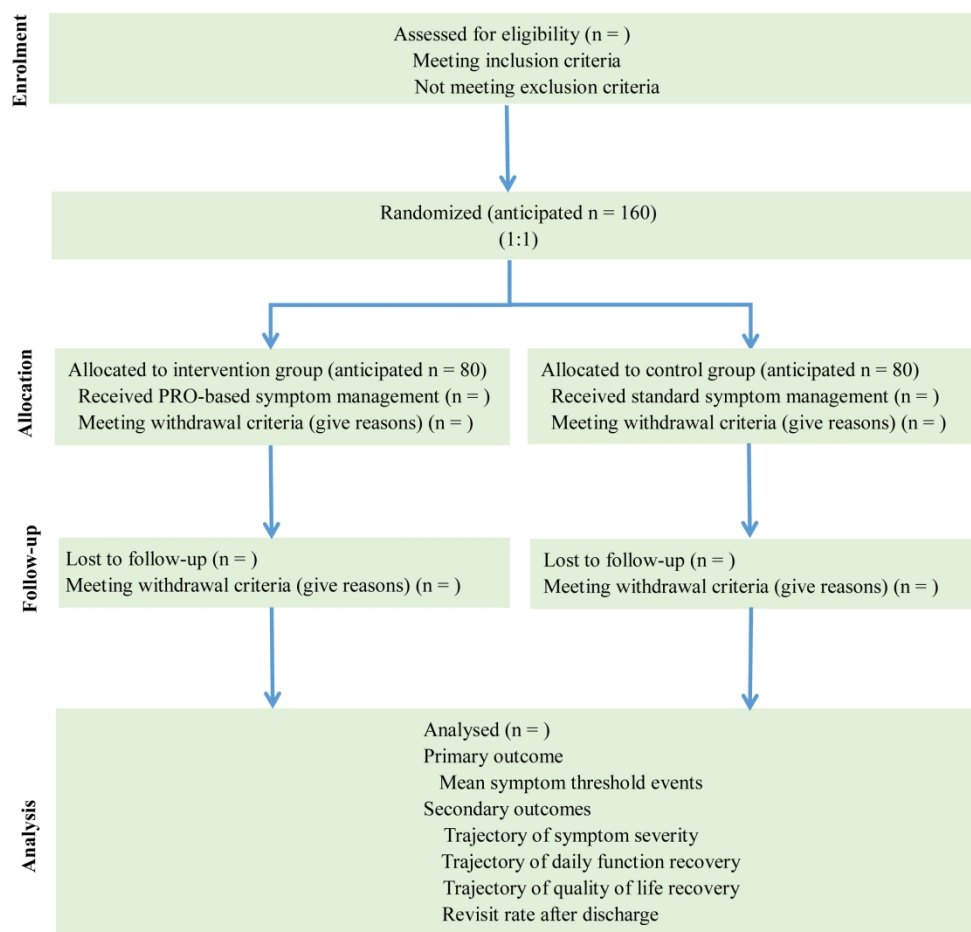 Enrolment
Assessed for eligibility (n = )
Meeting inclusion criteria
Not meeting exclusion criteria
Randomized (anticipated n = 160)
(1:1)
Allocation
Allocated to intervention group (anticipated n = 80)
Received PRO-based symptom management (n = )
Meeting withdrawal criteria (give reasons) (n = )
Allocated to control group (anticipated n = 80)
Received standard symptom management (n = )
Meeting withdrawal criteria (give reasons) (n = )
Follow-up
Lost to follow-up (n = )
Meeting withdrawal criteria (give reasons) (n = )
Lost to follow-up (n = )
Meeting withdrawal criteria (give reasons) (n = )
Analysis
Analysed (n = )
Primary outcome
Mean symptom threshold events
Secondary outcomes
Trajectory of symptom severity
Trajectory of daily function recovery
Trajectory of quality of life recovery
Revisit rate after discharge